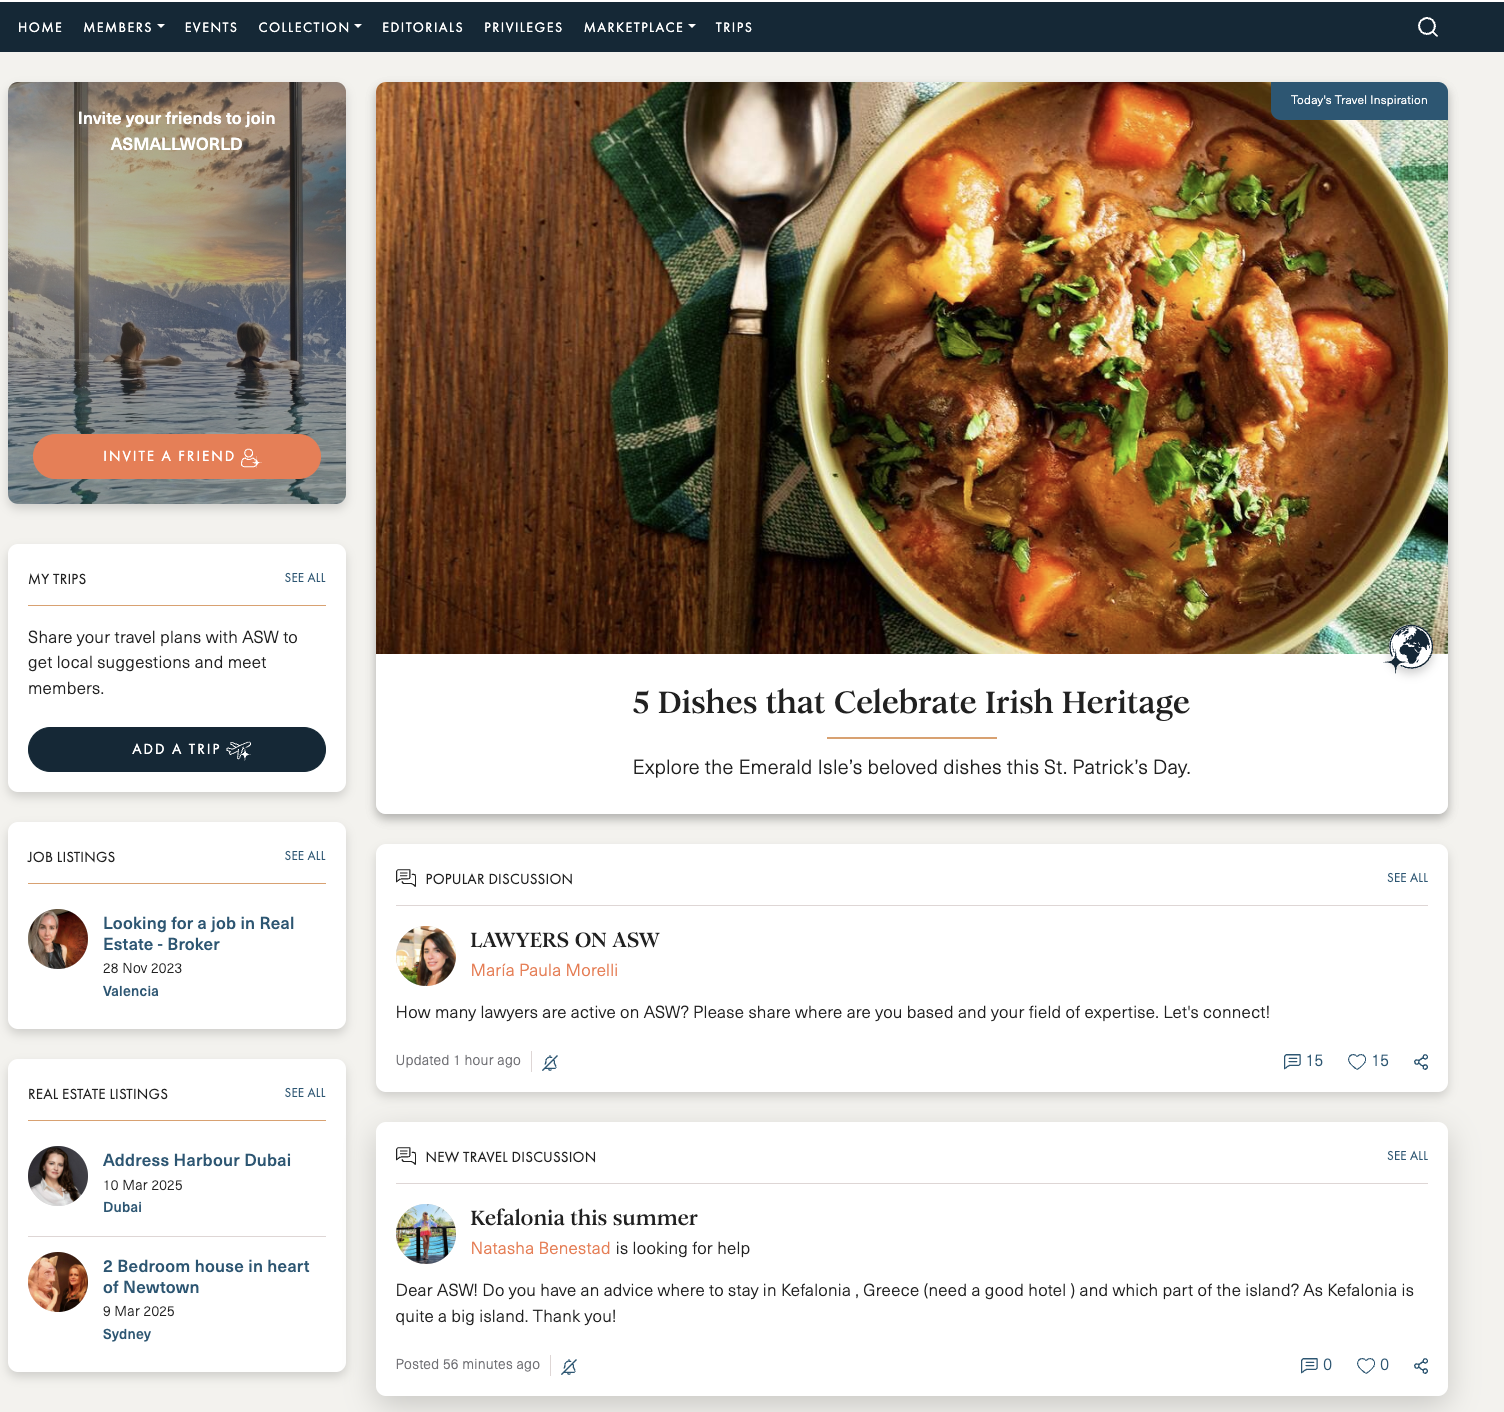 HOME MEMBERS EVENTS COLLECTION EDITORIALS PRIVILEGES MARKETPLACE TRIPS
Invite your friends to join
ASMALLWORLD
INVITE A FRIEND
MY TRIPS SEE ALL
Share your travel plans with ASW to
get local suggestions and meet
members.
ADD A TRIP
JOB LISTINGS SEE ALL
Looking for a job in Real
Estate - Broker
28 Nov 2023
Valencia
REAL ESTATE LISTINGS SEE ALL
Address Harbour Dubai
10 Mar 2025
Dubai
2 Bedroom house in heart
of Newtown
9 Mar 2025
Sydney
Today's Travel Inspiration
5 Dishes that Celebrate Irish Heritage
Explore the Emerald Isle’s beloved dishes this St. Patrick’s Day.
POPULAR DISCUSSION SEE ALL
LAWYERS ON ASW
María Paula Morelli
How many lawyers are active on ASW? Please share where are you based and your field of expertise. Let's connect!
Updated 1 hour ago 15 15
NEW TRAVEL DISCUSSION SEE ALL
Kefalonia this summer
Natasha Benestad is looking for help
Dear ASW! Do you have an advice where to stay in Kefalonia , Greece (need a good hotel ) and which part of the island? As Kefalonia is
quite a big island. Thank you!
Posted 56 minutes ago 0 0